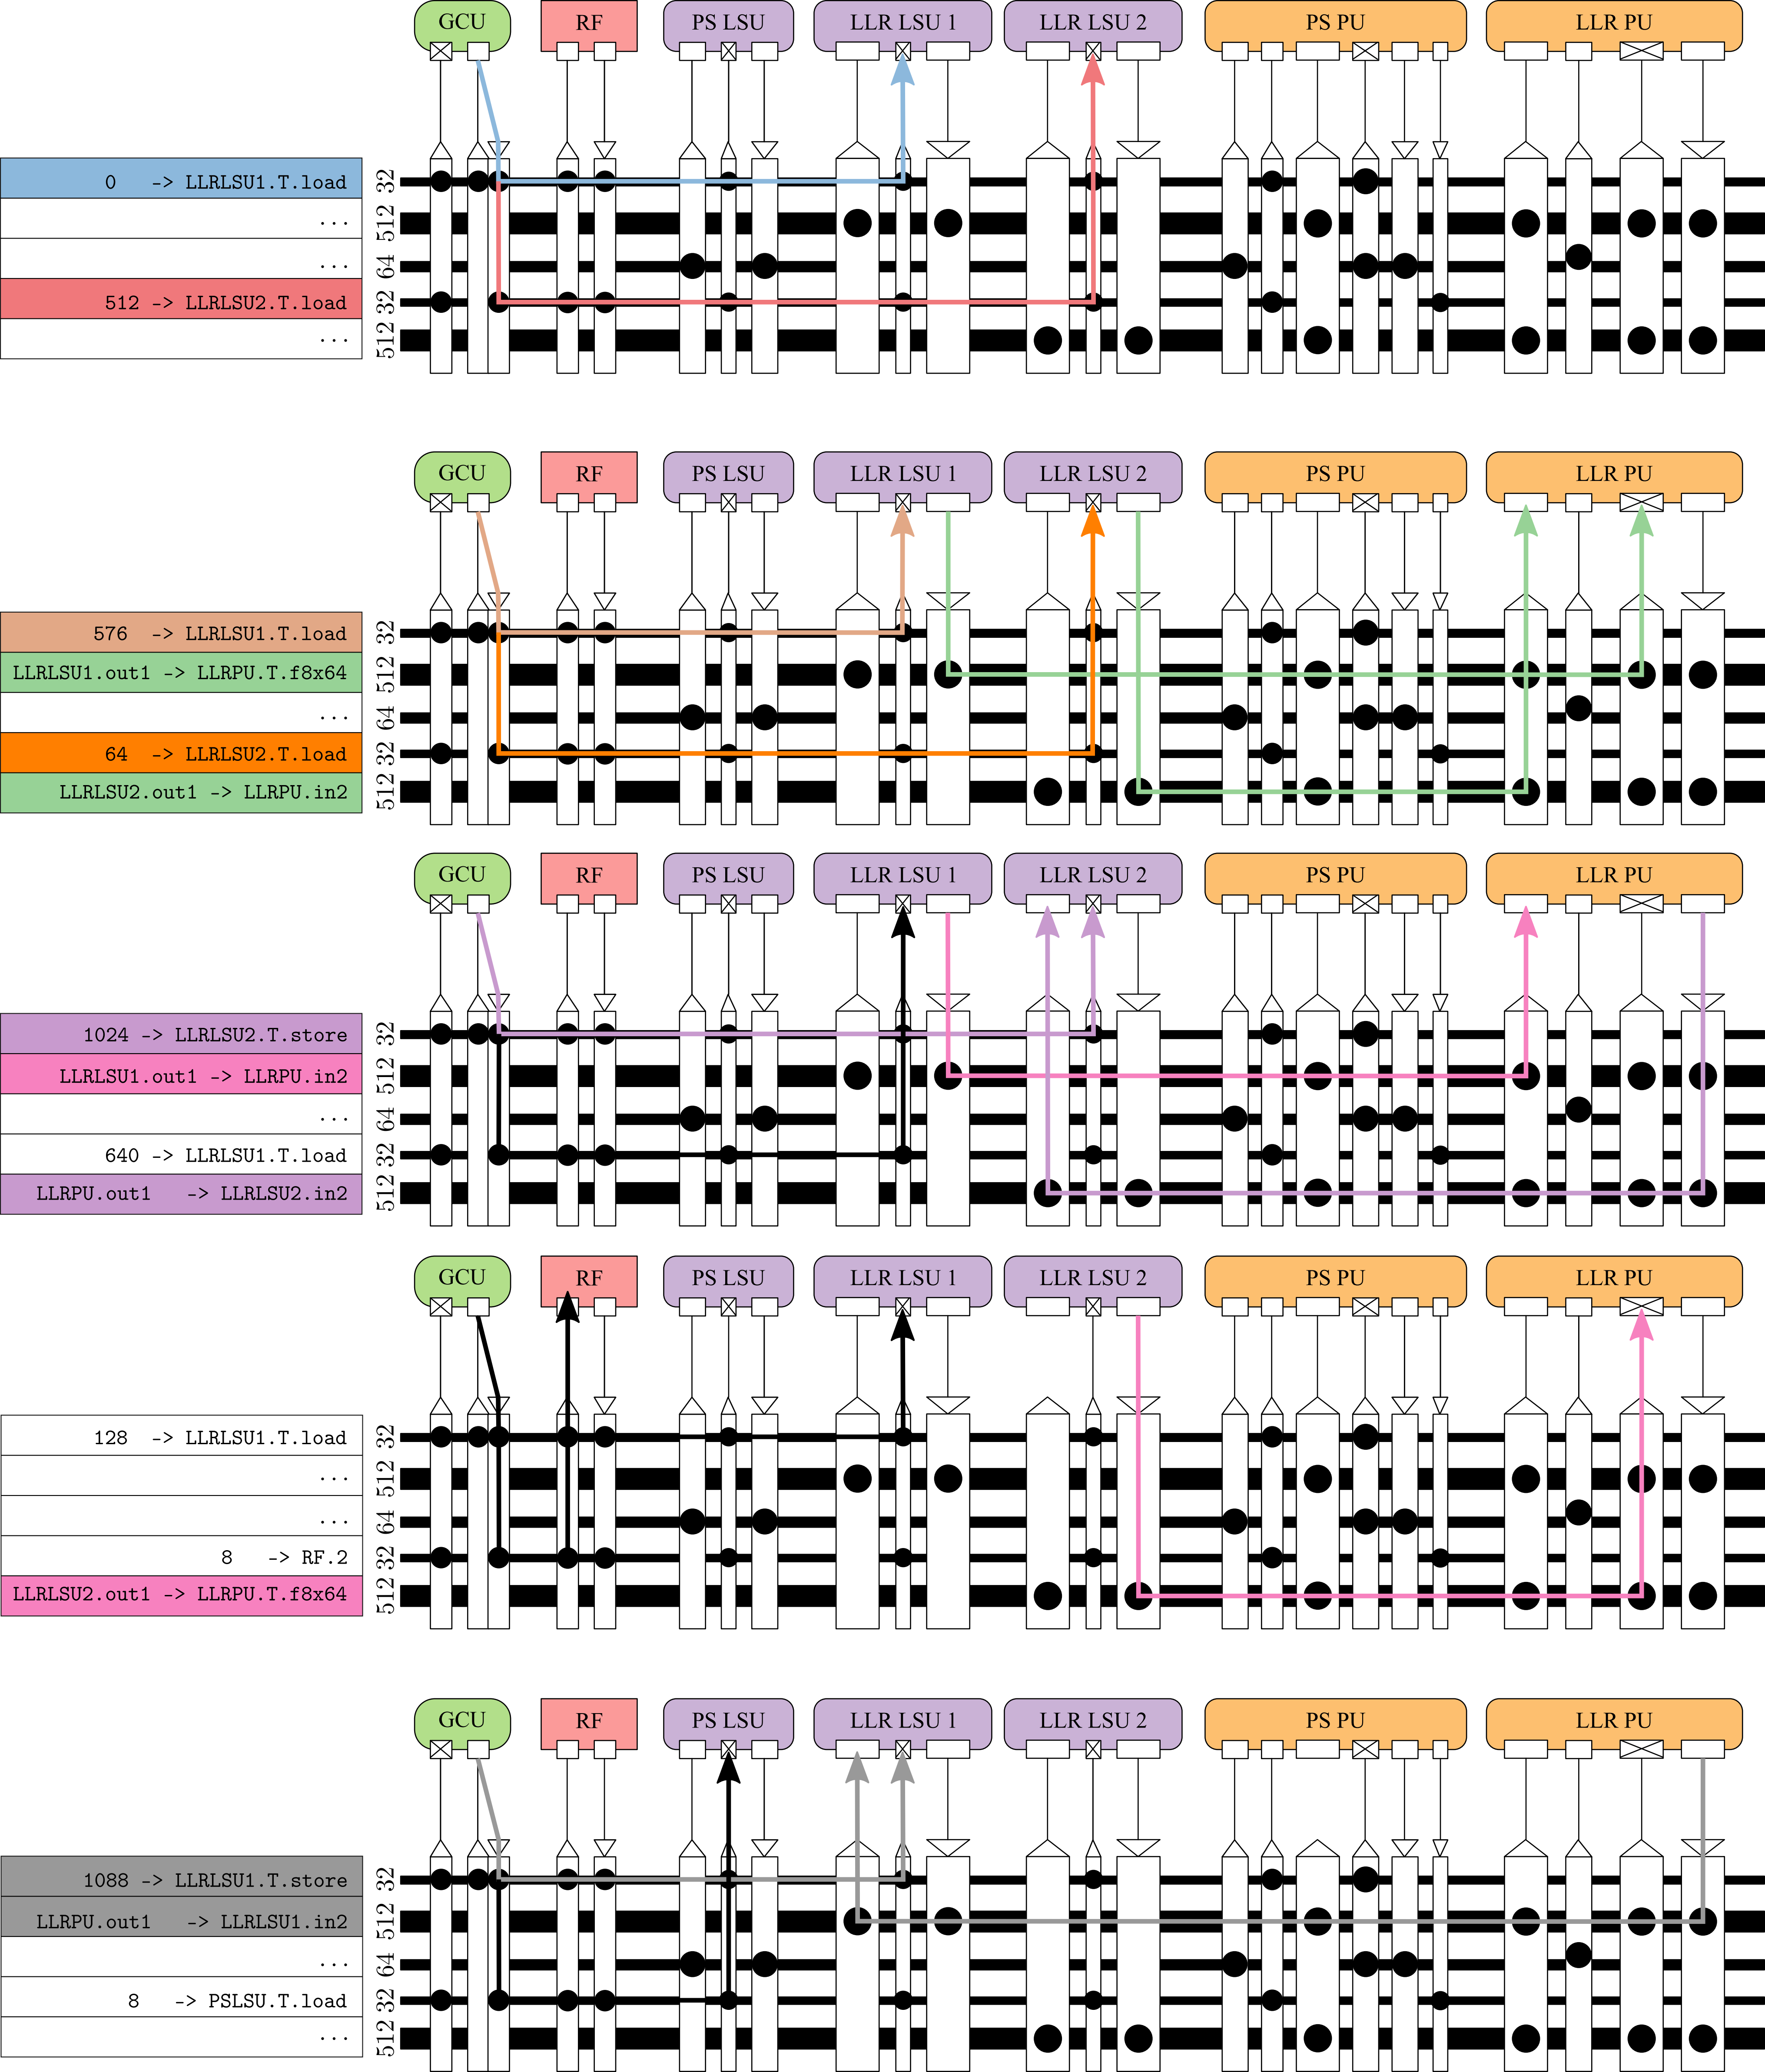 GCU RF PS LSU LLR LSU 1 LLR LSU 2 PS PU LLR PU
0 -> LLRLSU1.T.load 32
... 512
... 64
512 -> LLRLSU2.T.load 32
... 512
GCU RF PS LSU LLR LSU 1 LLR LSU 2 PS PU LLR PU
576 -> LLRLSU1.T.load 32
LLRLSU1.out1 -> LLRPU.T.f8x64 512
... 64
64 -> LLRLSU2.T.load 32
LLRLSU2.out1 -> LLRPU.in2 512
GCU RF PS LSU LLR LSU 1 LLR LSU 2 PS PU LLR PU
1024 -> LLRLSU2.T.store 32
LLRLSU1.out1 -> LLRPU.in2 512
... 64
640 -> LLRLSU1.T.load 32
LLRPU.out1 -> LLRLSU2.in2 512
GCU RF PS LSU LLR LSU 1 LLR LSU 2 PS PU LLR PU
128 -> LLRLSU1.T.load 32
... 512
... 64
8 -> RF.2 32
LLRLSU2.out1 -> LLRPU.T.f8x64 512
GCU RF PS LSU LLR LSU 1 LLR LSU 2 PS PU LLR PU
1088 -> LLRLSU1.T.store 32
LLRPU.out1 -> LLRLSU1.in2 512
... 64
8 -> PSLSU.T.load 32
... 512